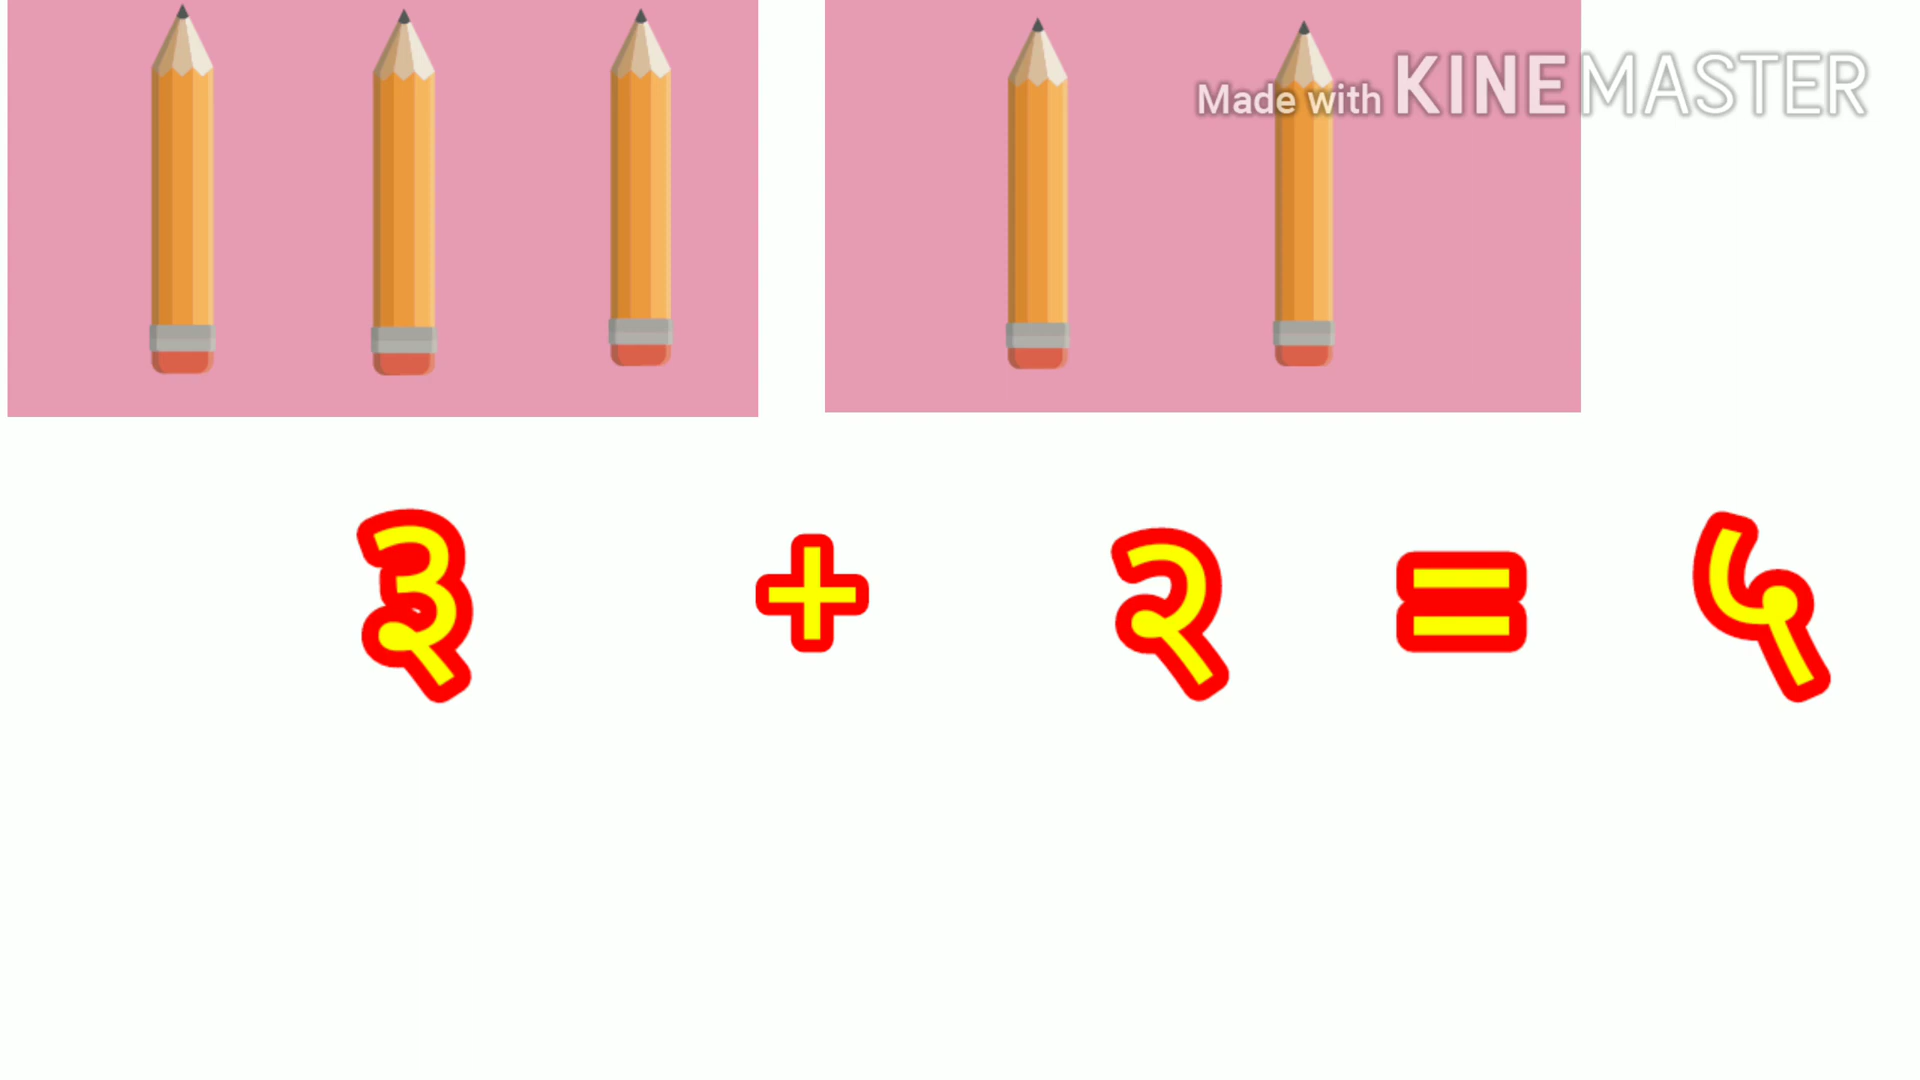 Made with KINEMASTER
३ + २ = ५